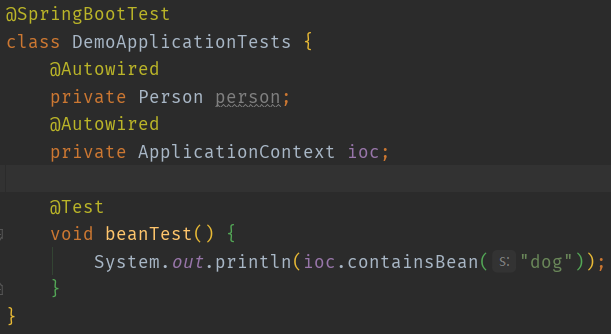 @SpringBootTest
class DemoApplicationTests {
    @Autowired
    private Person person;
    @Autowired
    private ApplicationContext ioc;

    @Test
    void beanTest() {
        System.out.println(ioc.containsBean( s: "dog"));
    }
}